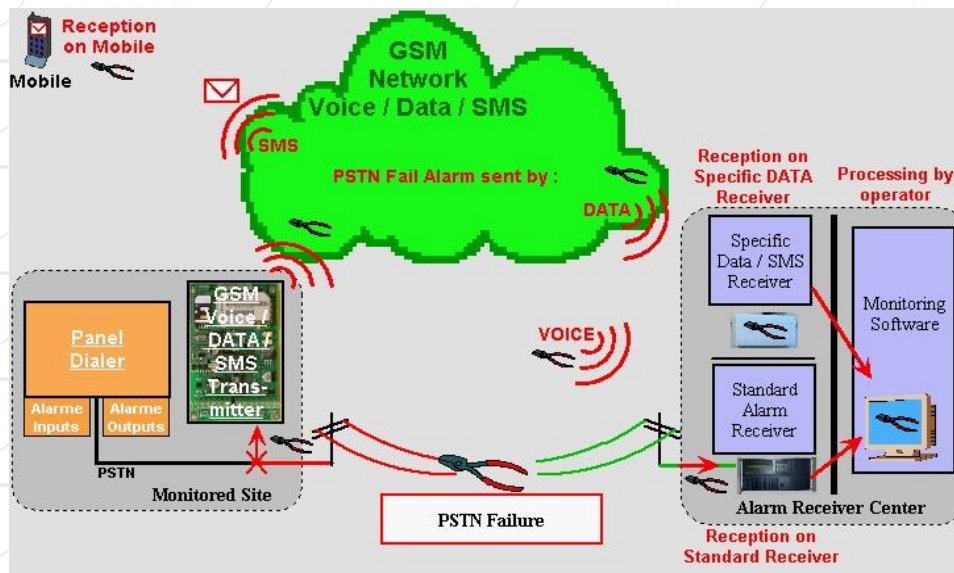 Reception
on Mobile
Mobile
GSM
Network
Voice / Data / SMS
SMS
PSTN Fail Alarm sent by :
DATA
VOICE
Reception on
Specific DATA
Receiver
Processing by
operator
Specific
Data / SMS
Receiver
Monitoring
Software
Standard
Alarm
Receiver
Alarm Receiver Center
Reception on
Standard Receiver
Panel
Dialer
Alarme
Inputs
Alarme
Outputs
GSM
Voice /
DATA /
SMS
Trans-
mitter
PSTN
Monitored Site
PSTN Failure